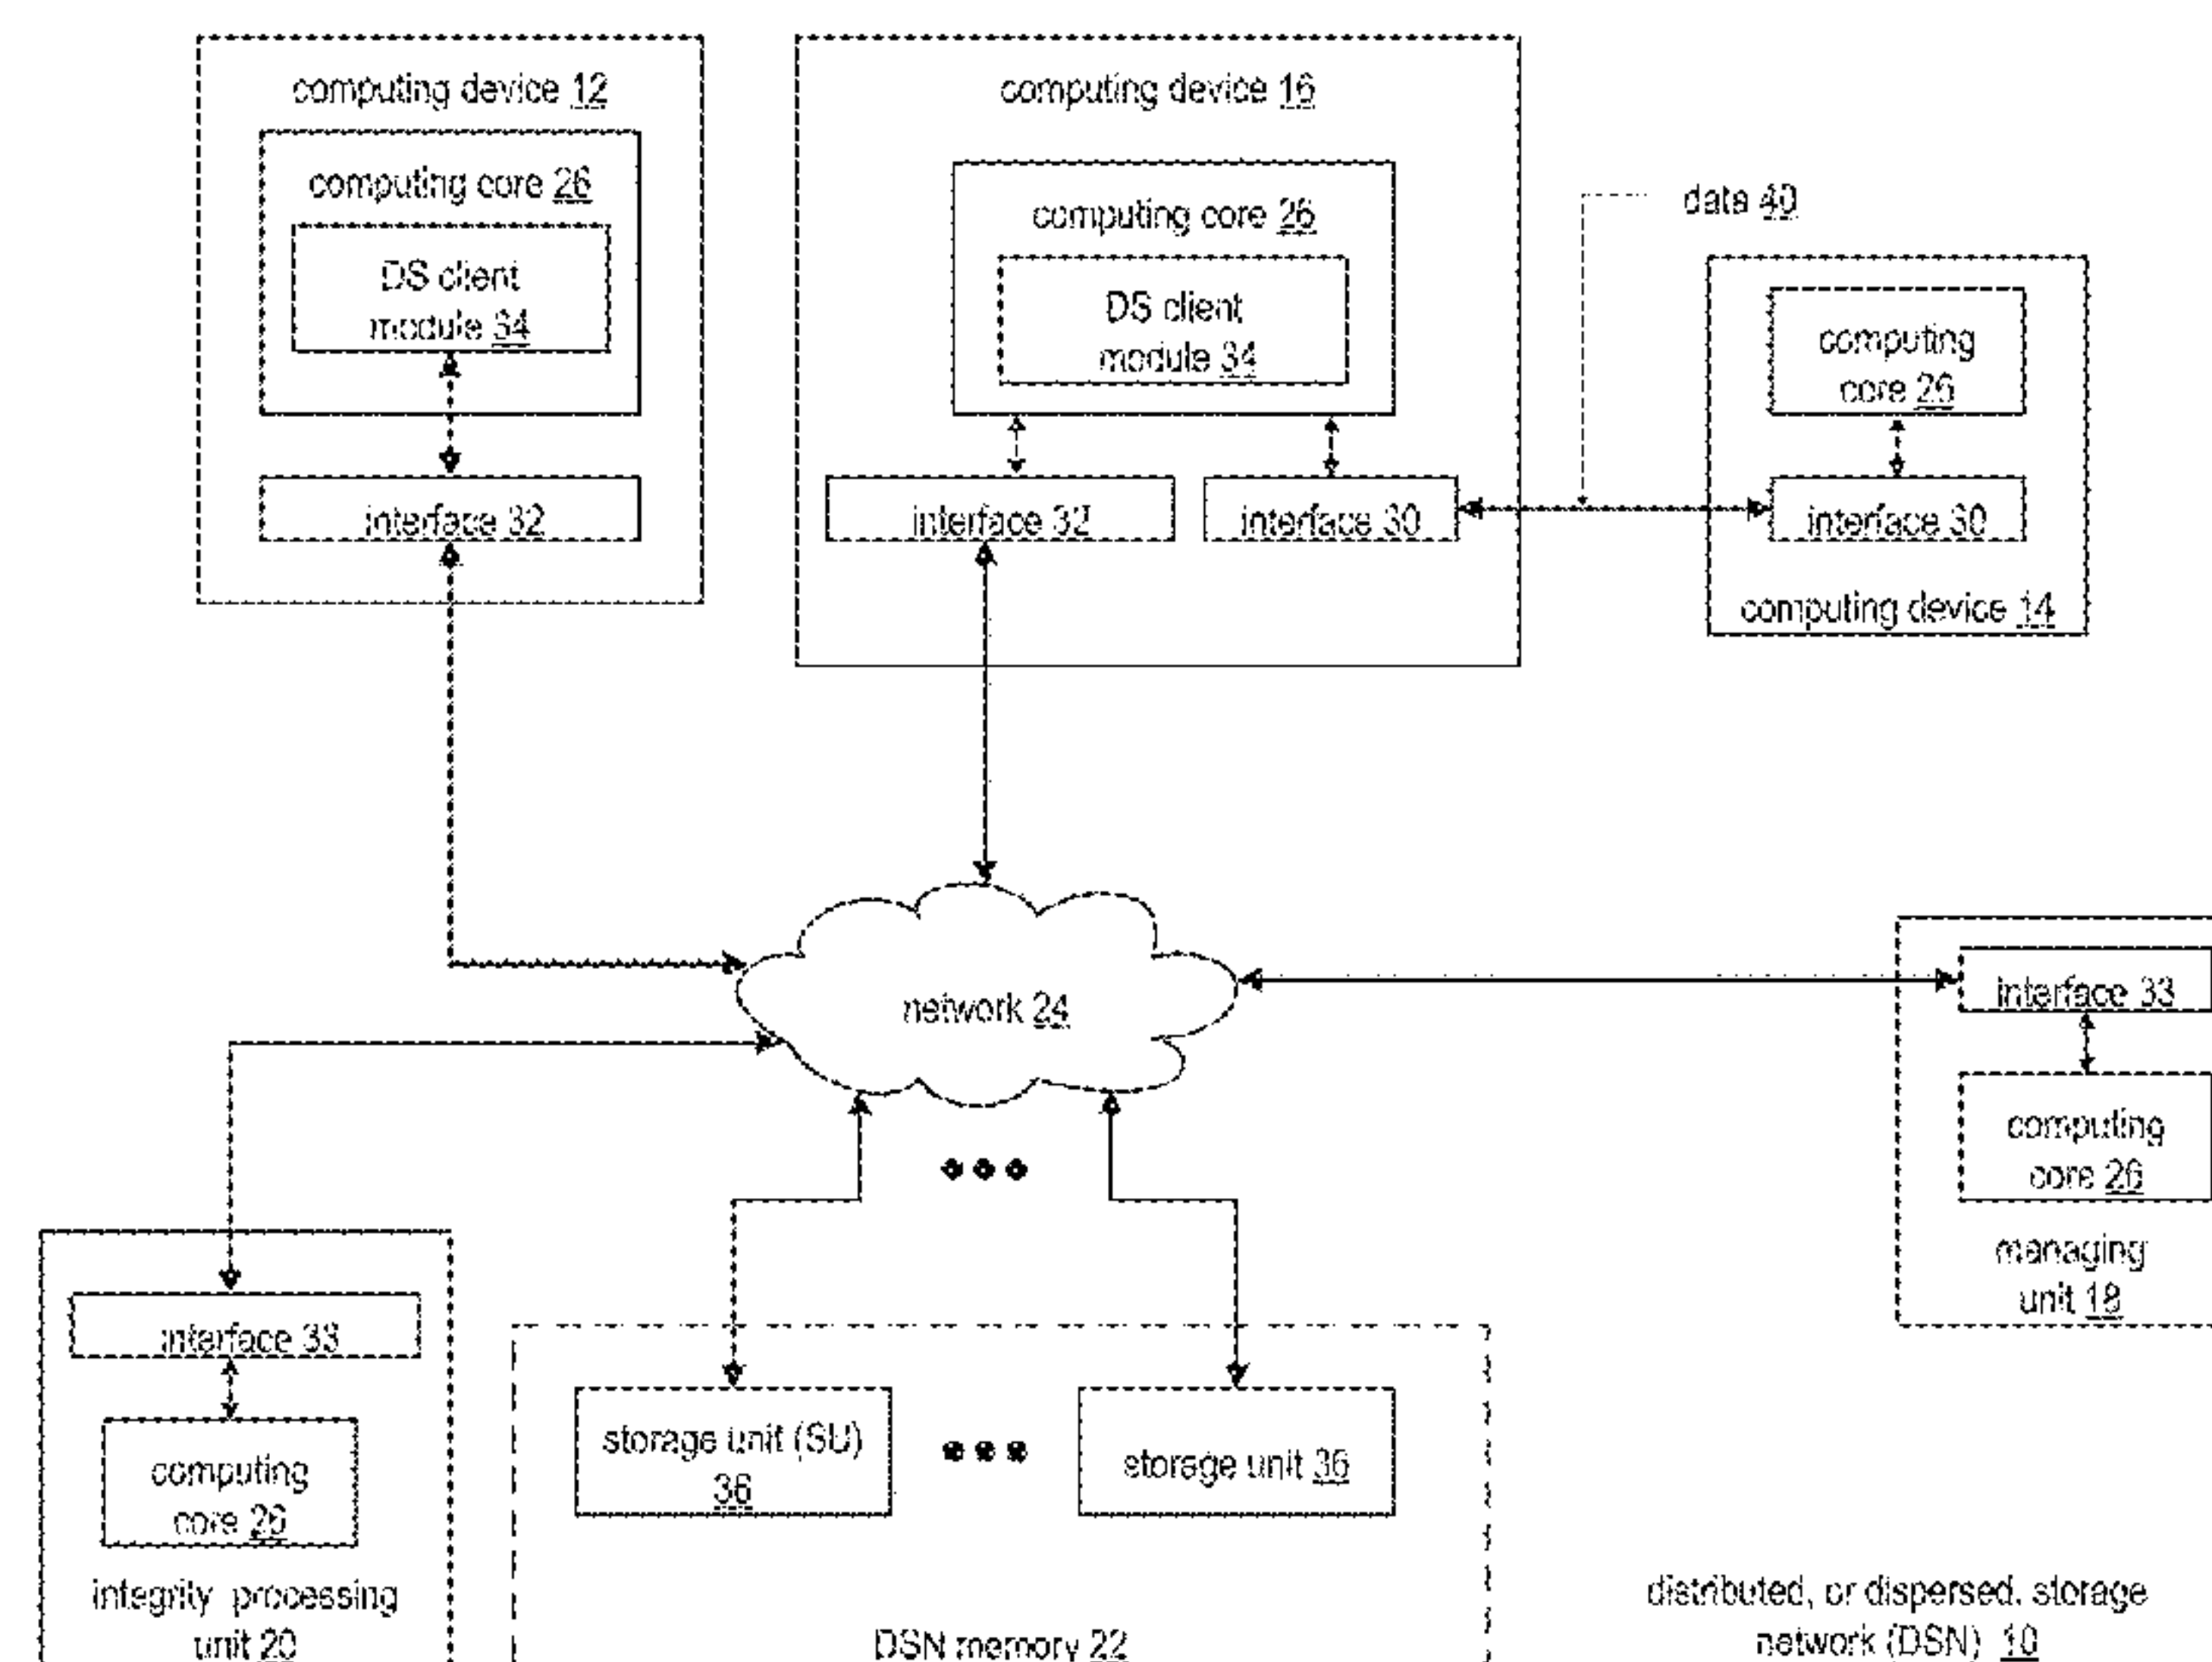 computing device 12
computing core 26
DS client
module 34
interface 32
computing device 16
computing core 26
DS client
module 34
interface 32
interface 30
data 40
computing
core 26
interface 30
computing device 14
network 24
interface 33
computing
core 26
managing
unit 18
interface 33
computing
core 26
integrity processing
unit 20
storage unit (SU)
36
storage unit 36
DSN memory 22
distributed, or dispersed, storage
network (DSN) 10